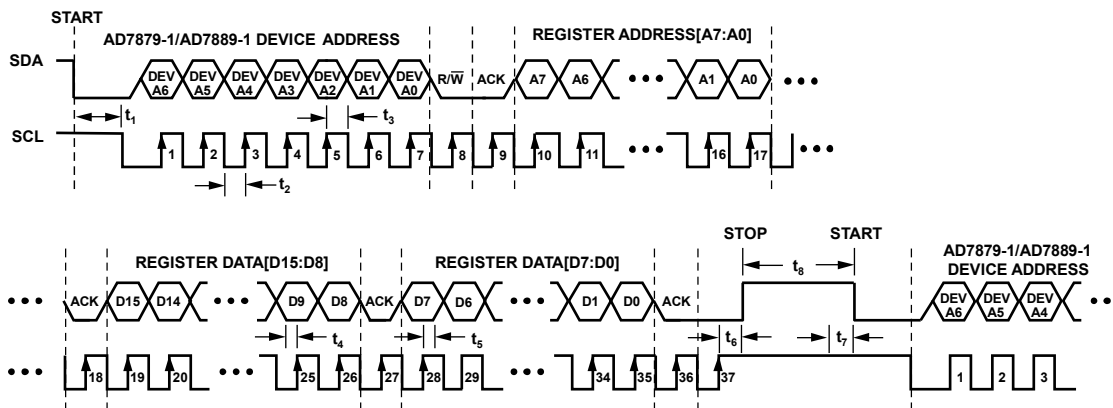 START
AD7879-1/AD7889-1 DEVICE ADDRESS
REGISTER ADDRESS[A7:A0]
SDA
DEV A6 DEV A5 DEV A4 DEV A3 DEV A2 DEV A1 DEV A0 R/W̅ ACK A7 A6 ••• A1 A0 •••
t1 t3
SCL
1 2 3 4 5 6 7 8 9 10 11 ••• 16 17 •••
t2
STOP START
AD7879-1/AD7889-1
DEVICE ADDRESS
REGISTER DATA[D15:D8] REGISTER DATA[D7:D0]
t8
••• ACK D15 D14 ••• D9 D8 ACK D7 D6 ••• D1 D0 ACK DEV A6 DEV A5 DEV A4 ••
t4 t5 t6 t7
••• 18 19 20 ••• 25 26 27 28 29 ••• 34 35 36 37 1 2 3